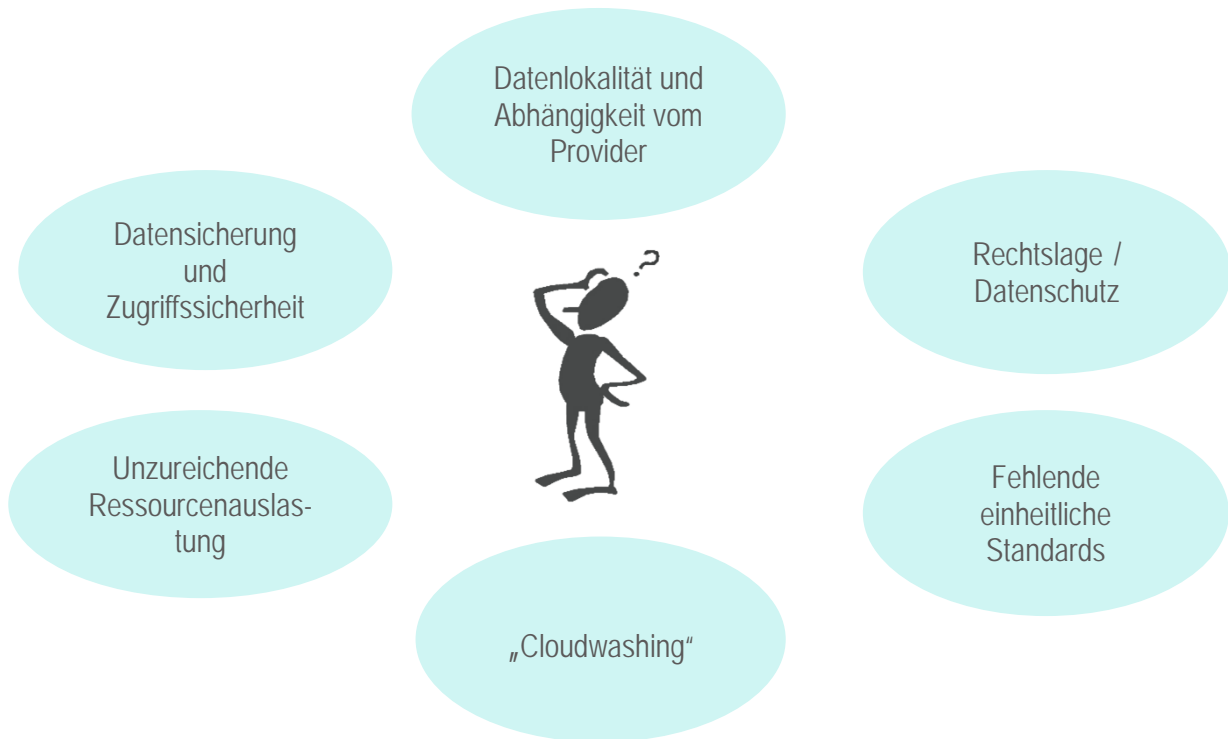 Datenlokalität und
Abhängigkeit vom
Provider
Datensicherung
und
Zugriffssicherheit
Rechtslage /
Datenschutz
?
Unzureichende
Ressourcenauslas-
tung
Fehlende
einheitliche
Standards
„Cloudwashing“